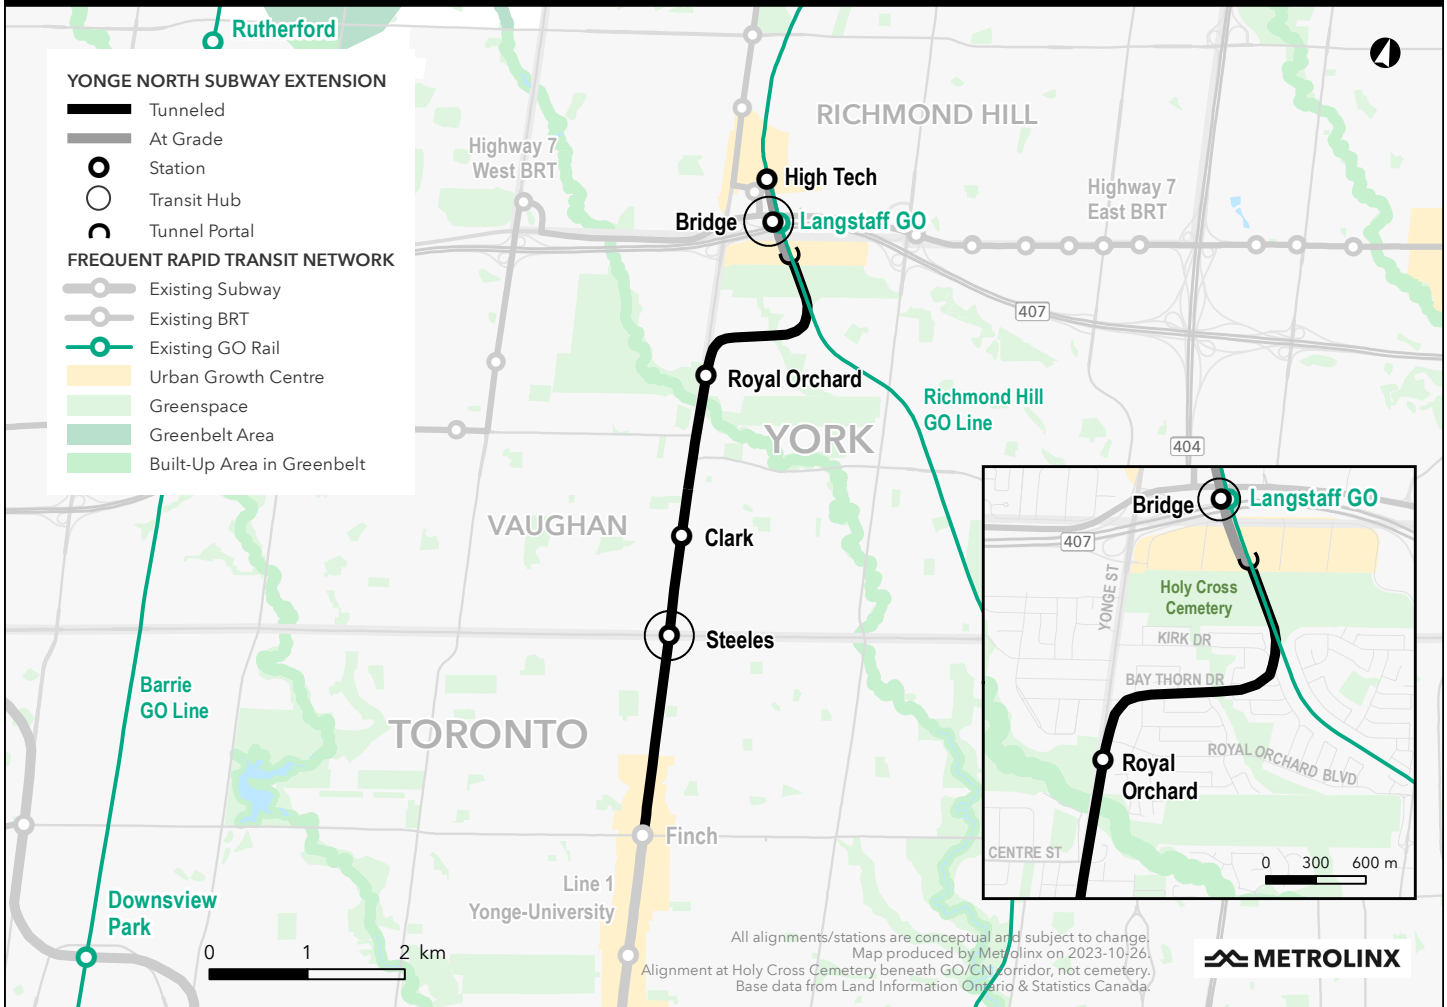 Rutherford
YONGE NORTH SUBWAY EXTENSION
Tunneled
At Grade
Station
Transit Hub
Tunnel Portal
FREQUENT RAPID TRANSIT NETWORK
Existing Subway
Existing BRT
Existing GO Rail
Urban Growth Centre
Greenspace
Greenbelt Area
Built-Up Area in Greenbelt
RICHMOND HILL
Highway 7
West BRT
High Tech
Highway 7
East BRT
Bridge
Langstaff GO
407
Royal Orchard
Richmond Hill
GO Line
YORK
404
VAUGHAN
Clark
Steeles
Barrie
GO Line
TORONTO
Finch
Line 1
Yonge-University
Downsview
Park
0 1 2 km
Bridge
Langstaff GO
407
YONGE ST
Holy Cross
Cemetery
KIRK DR
BAY THORN DR
ROYAL ORCHARD BLVD
Royal
Orchard
CENTRE ST
0 300 600 m
All alignments/stations are conceptual and subject to change.
Map produced by Metrolinx on 2023-10-26.
Alignment at Holy Cross Cemetery beneath GO/CN corridor, not cemetery.
Base data from Land Information Ontario & Statistics Canada.
METROLINX